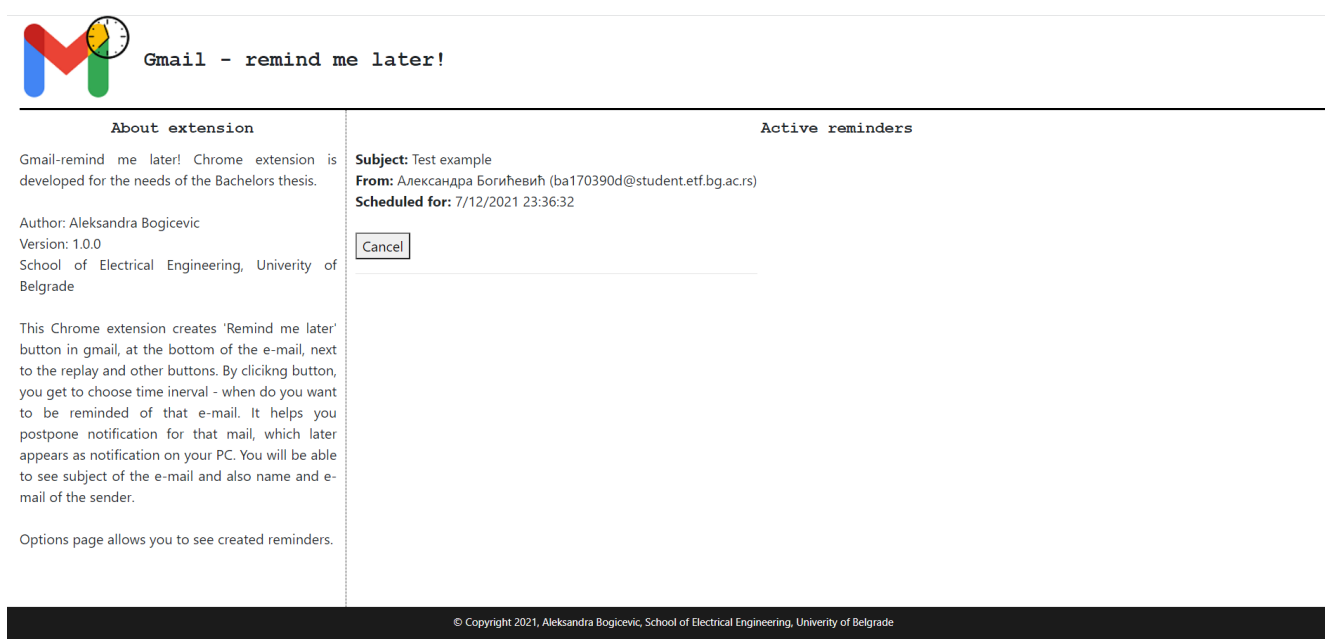 Gmail - remind me later!
About extension
Gmail-remind me later! Chrome extension is
developed for the needs of the Bachelors thesis.
Author: Aleksandra Bogicevic
Version: 1.0.0
School of Electrical Engineering, Univerity of
Belgrade
This Chrome extension creates 'Remind me later'
button in gmail, at the bottom of the e-mail, next
to the replay and other buttons. By clicikng button,
you get to choose time inerval - when do you want
to be reminded of that e-mail. It helps you
postpone notification for that mail, which later
appears as notification on your PC. You will be able
to see subject of the e-mail and also name and e-
mail of the sender.
Options page allows you to see created reminders.
Active reminders
Subject: Test example
From: Александра Богићевић (ba170390d@student.etf.bg.ac.rs)
Scheduled for: 7/12/2021 23:36:32
Cancel
© Copyright 2021, Aleksandra Bogicevic, School of Electrical Engineering, Univerity of Belgrade